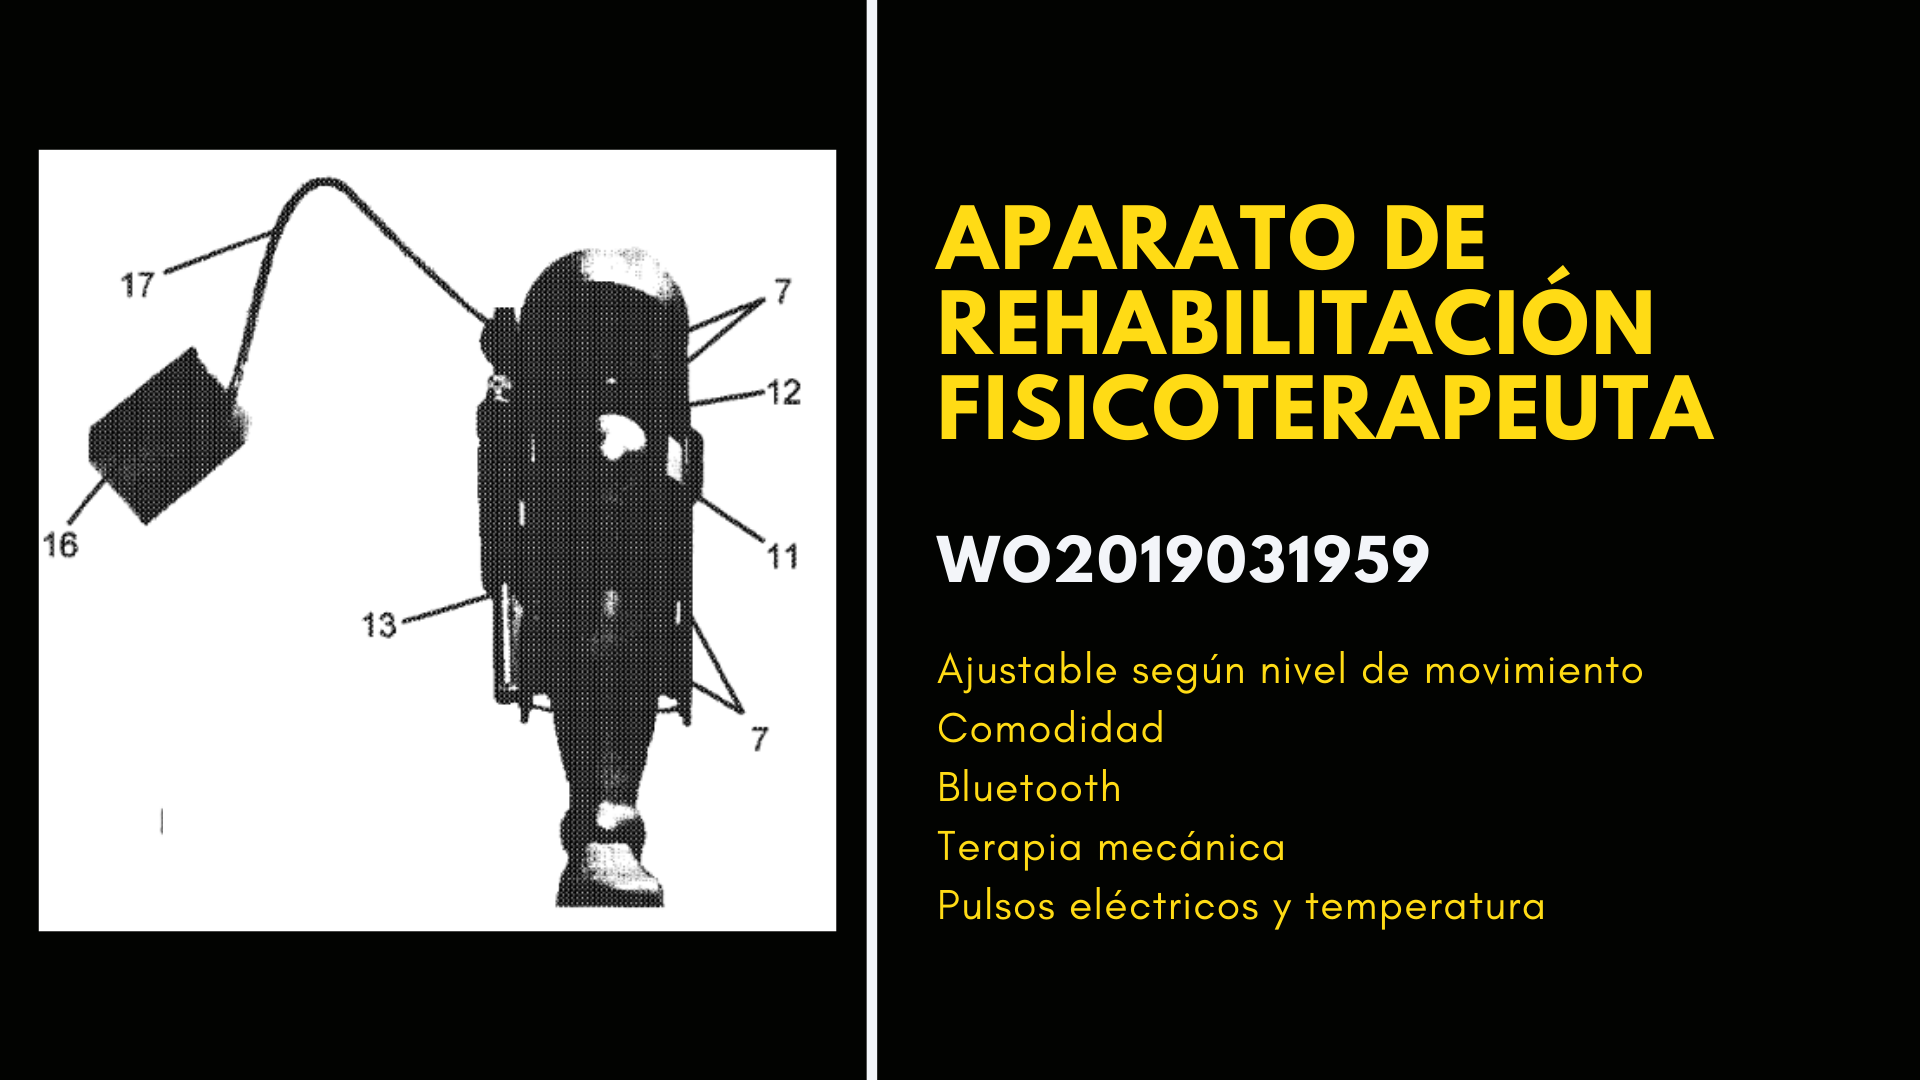 17
7
12
16
11
13
7
APARATO DE
REHABILITACIÓN
FISICOTERAPEUTA
WO2019031959
Ajustable según nivel de movimiento
Comodidad
Bluetooth
Terapia mecánica
Pulsos eléctricos y temperatura